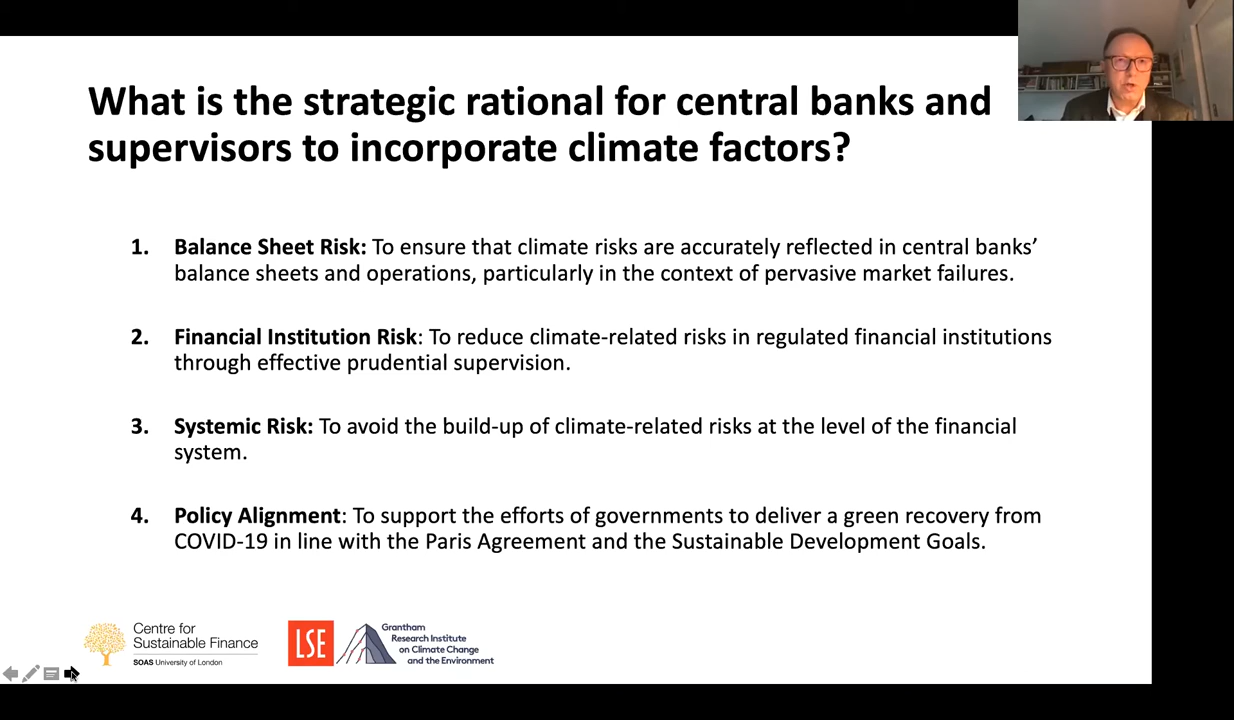 What is the strategic rational for central banks and
supervisors to incorporate climate factors?
1. Balance Sheet Risk: To ensure that climate risks are accurately reflected in central banks’
balance sheets and operations, particularly in the context of pervasive market failures.
2. Financial Institution Risk: To reduce climate-related risks in regulated financial institutions
through effective prudential supervision.
3. Systemic Risk: To avoid the build-up of climate-related risks at the level of the financial
system.
4. Policy Alignment: To support the efforts of governments to deliver a green recovery from
COVID-19 in line with the Paris Agreement and the Sustainable Development Goals.
Centre for
Sustainable Finance
SOAS University of London
LSE
Grantham
Research Institute
on Climate Change
and the Environment